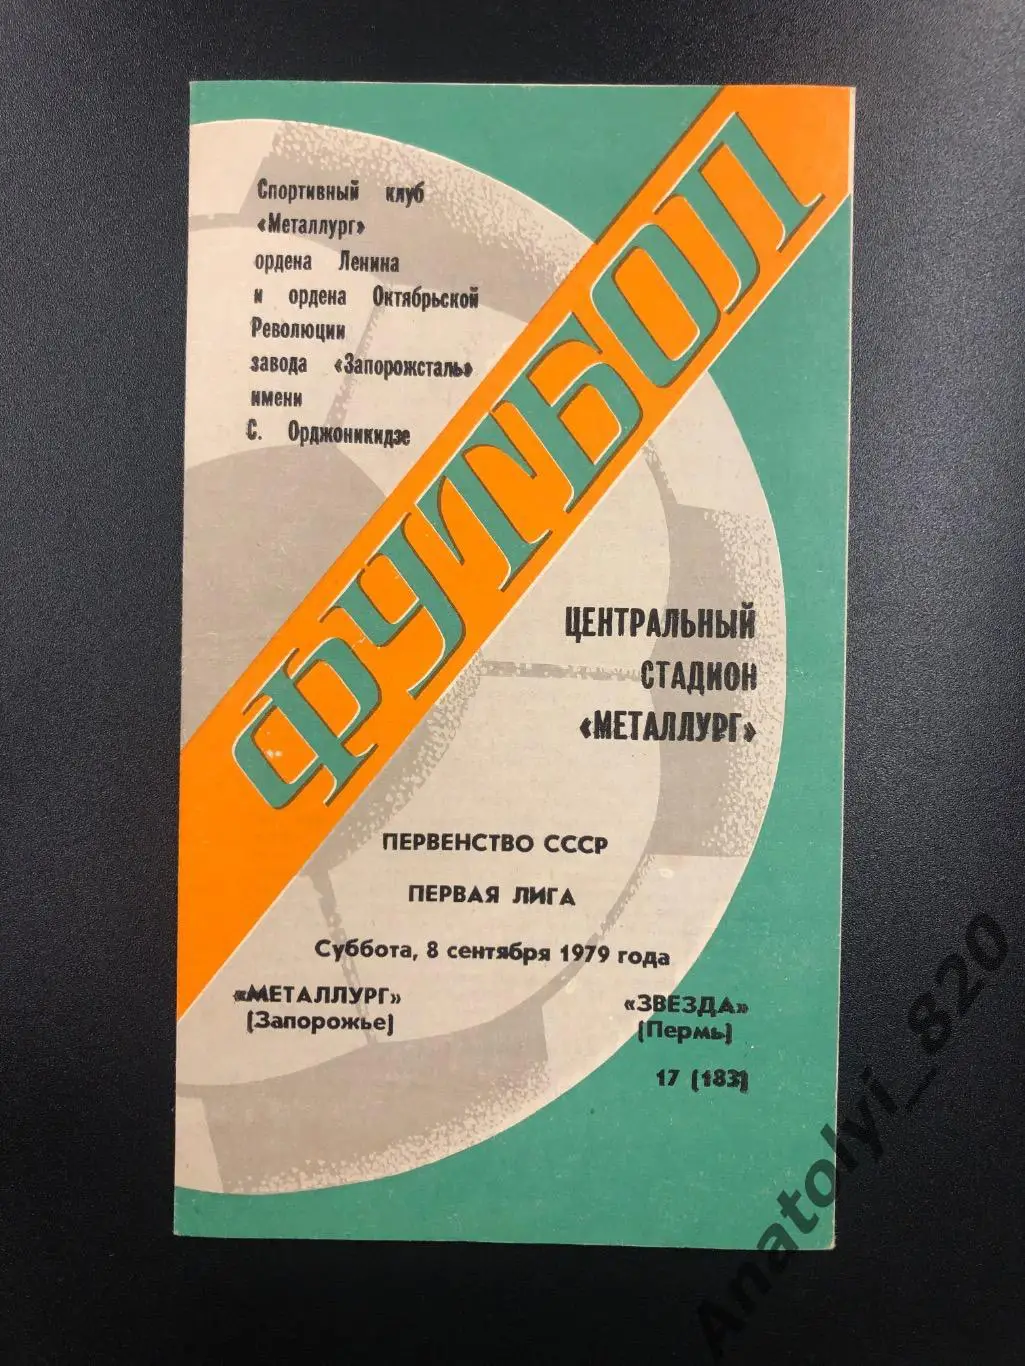 Спортивный клуб
«Металлург»
ордена Ленина
и ордена Октябрьской
Революции
завода «Запорожсталь»
имени
С. Орджоникидзе
ФУТБОЛ
ЦЕНТРАЛЬНЫЙ
СТАДИОН
«МЕТАЛЛУРГ»
ПЕРВЕНСТВО СССР
ПЕРВАЯ ЛИГА
Суббота, 8 сентября 1979 года
«МЕТАЛЛУРГ»
(Запорожье)
«ЗВЕЗДА»
(Пермь)
17 (183)
Anatolyi_820